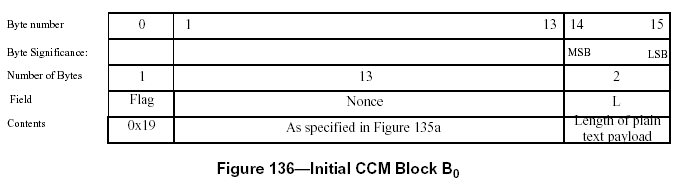 Byte number 0 1 13 14 15
Byte Significance: MSB LSB
Number of Bytes 1 13 2
Field Flag Nonce L
Contents 0x19 As specified in Figure 135a Length of plain
text payload
Figure 136—Initial CCM Block B0